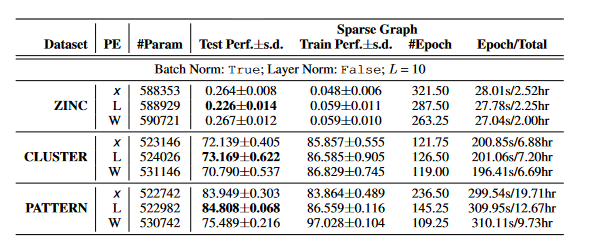 Sparse Graph
Dataset PE #Param Test Perf.±s.d. Train Perf.±s.d. #Epoch Epoch/Total
Batch Norm: True; Layer Norm: False; L = 10
x 588353 0.264±0.008 0.048±0.006 321.50 28.01s/2.52hr
ZINC L 588929 0.226±0.014 0.059±0.011 287.50 27.78s/2.25hr
W 590721 0.267±0.012 0.059±0.010 263.25 27.04s/2.00hr
x 523146 72.139±0.405 85.857±0.555 121.75 200.85s/6.88hr
CLUSTER L 524026 73.169±0.622 86.585±0.905 126.50 201.06s/7.20hr
W 531146 70.790±0.537 86.829±0.745 119.00 196.41s/6.69hr
x 522742 83.949±0.303 83.864±0.489 236.50 299.54s/19.71hr
PATTERN L 522982 84.808±0.068 86.559±0.116 145.25 309.95s/12.67hr
W 530742 75.489±0.216 97.028±0.104 109.25 310.11s/9.73hr